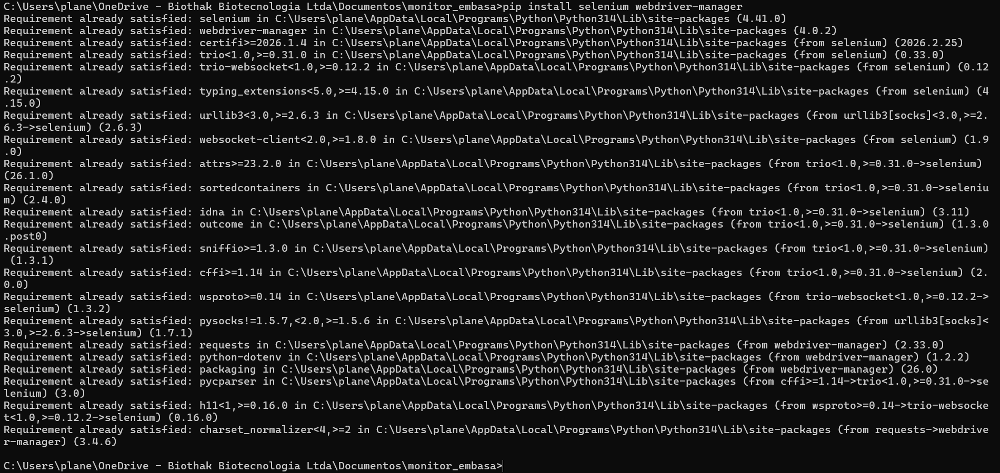 C:\Users\plane\OneDrive - Biothak Biotecnologia Ltda\Documentos\monitor_embasa>pip install selenium webdriver-manager
Requirement already satisfied: selenium in C:\Users\plane\AppData\Local\Programs\Python\Python314\Lib\site-packages (4.41.0)
Requirement already satisfied: webdriver-manager in C:\Users\plane\AppData\Local\Programs\Python\Python314\Lib\site-packages (4.0.2)
Requirement already satisfied: certifi>=2026.1.4 in C:\Users\plane\AppData\Local\Programs\Python\Python314\Lib\site-packages (from selenium) (2026.2.25)
Requirement already satisfied: trio<1.0,>=0.31.0 in C:\Users\plane\AppData\Local\Programs\Python\Python314\Lib\site-packages (from selenium) (0.33.0)
Requirement already satisfied: trio-websocket<1.0,>=0.12.2 in C:\Users\plane\AppData\Local\Programs\Python\Python314\Lib\site-packages (from selenium) (0.12
.2)
Requirement already satisfied: typing_extensions<5.0,>=4.15.0 in C:\Users\plane\AppData\Local\Programs\Python\Python314\Lib\site-packages (from selenium) (4
.15.0)
Requirement already satisfied: urllib3<3.0,>=2.6.3 in C:\Users\plane\AppData\Local\Programs\Python\Python314\Lib\site-packages (from urllib3[socks]<3.0,>=2.
6.3->selenium) (2.6.3)
Requirement already satisfied: websocket-client<2.0,>=1.8.0 in C:\Users\plane\AppData\Local\Programs\Python\Python314\Lib\site-packages (from selenium) (1.9
.0)
Requirement already satisfied: attrs>=23.2.0 in C:\Users\plane\AppData\Local\Programs\Python\Python314\Lib\site-packages (from trio<1.0,>=0.31.0->selenium)
(26.1.0)
Requirement already satisfied: sortedcontainers in C:\Users\plane\AppData\Local\Programs\Python\Python314\Lib\site-packages (from trio<1.0,>=0.31.0->seleniu
m) (2.4.0)
Requirement already satisfied: idna in C:\Users\plane\AppData\Local\Programs\Python\Python314\Lib\site-packages (from trio<1.0,>=0.31.0->selenium) (3.11)
Requirement already satisfied: outcome in C:\Users\plane\AppData\Local\Programs\Python\Python314\Lib\site-packages (from trio<1.0,>=0.31.0->selenium) (1.3.0
.post0)
Requirement already satisfied: sniffio>=1.3.0 in C:\Users\plane\AppData\Local\Programs\Python\Python314\Lib\site-packages (from trio<1.0,>=0.31.0->selenium)
 (1.3.1)
Requirement already satisfied: cffi>=1.14 in C:\Users\plane\AppData\Local\Programs\Python\Python314\Lib\site-packages (from trio<1.0,>=0.31.0->selenium) (2.
0.0)
Requirement already satisfied: wsproto>=0.14 in C:\Users\plane\AppData\Local\Programs\Python\Python314\Lib\site-packages (from trio-websocket<1.0,>=0.12.2->
selenium) (1.3.2)
Requirement already satisfied: pysocks!=1.5.7,<2.0,>=1.5.6 in C:\Users\plane\AppData\Local\Programs\Python\Python314\Lib\site-packages (from urllib3[socks]<
3.0,>=2.6.3->selenium) (1.7.1)
Requirement already satisfied: requests in C:\Users\plane\AppData\Local\Programs\Python\Python314\Lib\site-packages (from webdriver-manager) (2.33.0)
Requirement already satisfied: python-dotenv in C:\Users\plane\AppData\Local\Programs\Python\Python314\Lib\site-packages (from webdriver-manager) (1.2.2)
Requirement already satisfied: packaging in C:\Users\plane\AppData\Local\Programs\Python\Python314\Lib\site-packages (from webdriver-manager) (26.0)
Requirement already satisfied: pycparser in C:\Users\plane\AppData\Local\Programs\Python\Python314\Lib\site-packages (from cffi>=1.14->trio<1.0,>=0.31.0->se
lenium) (3.0)
Requirement already satisfied: h11<1,>=0.16.0 in C:\Users\plane\AppData\Local\Programs\Python\Python314\Lib\site-packages (from wsproto>=0.14->trio-websocke
t<1.0,>=0.12.2->selenium) (0.16.0)
Requirement already satisfied: charset_normalizer<4,>=2 in C:\Users\plane\AppData\Local\Programs\Python\Python314\Lib\site-packages (from requests->webdrive
r-manager) (3.4.6)

C:\Users\plane\OneDrive - Biothak Biotecnologia Ltda\Documentos\monitor_embasa>